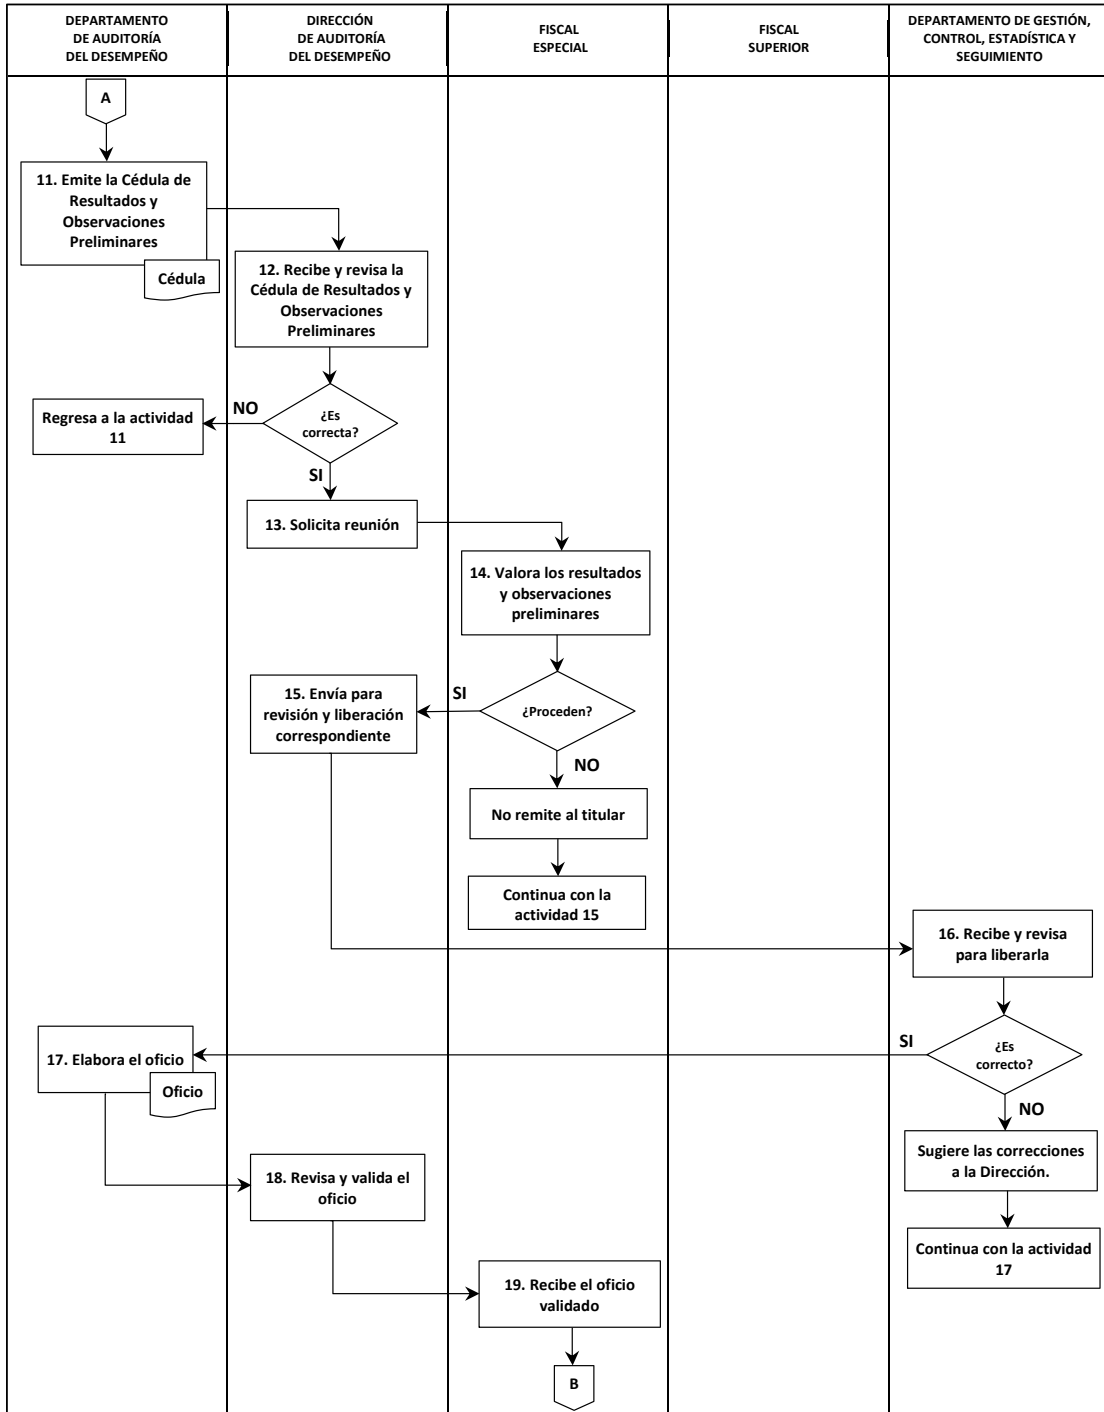 DEPARTAMENTO
DE AUDITORÍA
DEL DESEMPEÑO
DIRECCIÓN
DE AUDITORÍA
DEL DESEMPEÑO
FISCAL
ESPECIAL
FISCAL
SUPERIOR
DEPARTAMENTO DE GESTIÓN,
CONTROL, ESTADÍSTICA Y
SEGUIMIENTO
A
11. Emite la Cédula de
Resultados y
Observaciones
Preliminares
Cédula
12. Recibe y revisa la
Cédula de Resultados y
Observaciones
Preliminares
¿Es
correcta?
NO
Regresa a la actividad
11
SI
13. Solicita reunión
14. Valora los resultados
y observaciones
preliminares
¿Proceden?
SI
15. Envía para
revisión y liberación
correspondiente
NO
No remite al titular
Continua con la
actividad 15
16. Recibe y revisa
para liberarla
¿Es
correcto?
SI
17. Elabora el oficio
Oficio
NO
Sugiere las correcciones
a la Dirección.
Continua con la actividad
17
18. Revisa y valida el
oficio
19. Recibe el oficio
validado
B